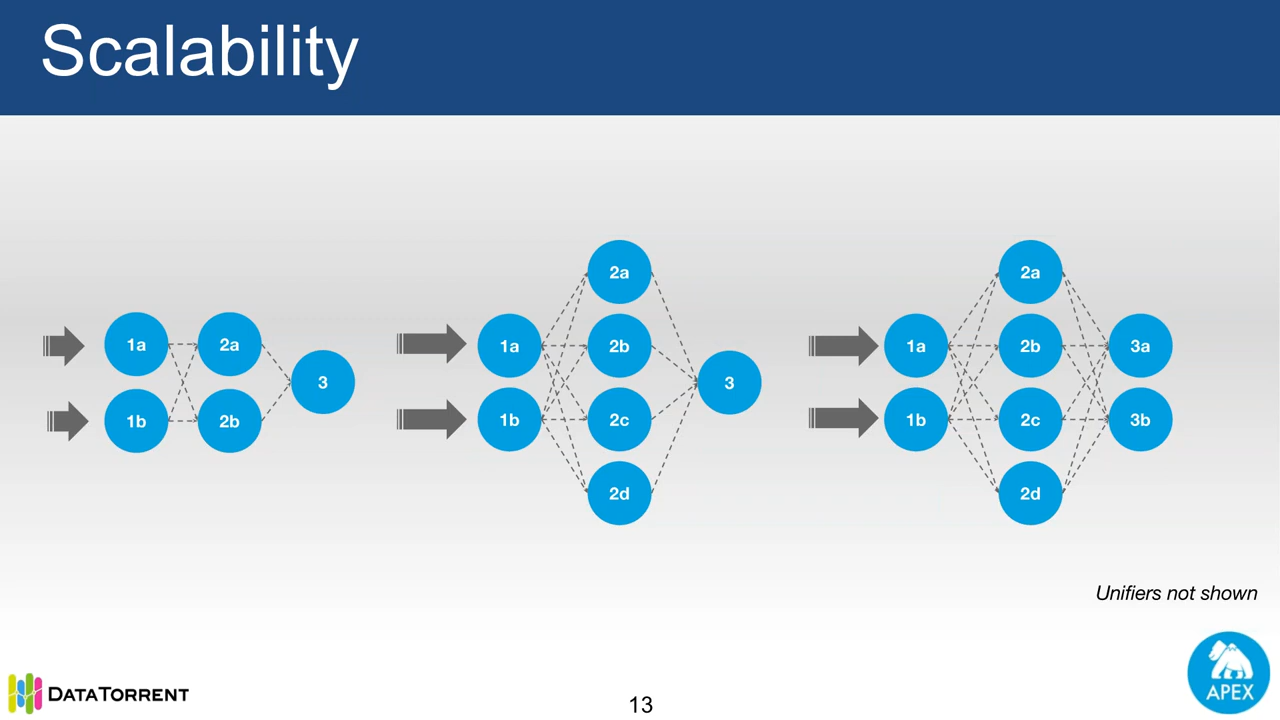 Scalability
1a
2a
1b
2b
3
2a
1a
2b
1b
2c
2d
3
2a
1a
2b
3a
1b
2c
3b
2d
Unifiers not shown
DATATORRENT
13
APEX